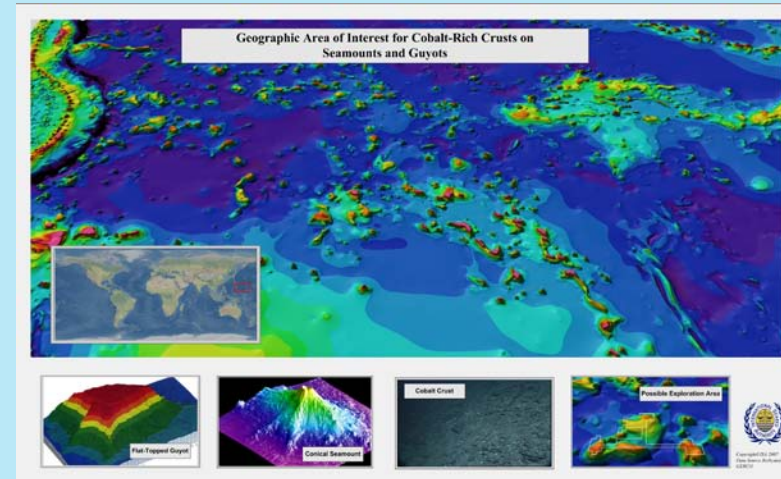 Geographic Area of Interest for Cobalt-Rich Crusts on
Seamounts and Guyots
Flat-Topped Guyot
Conical Seamount
Cobalt Crust
Possible Exploration Area